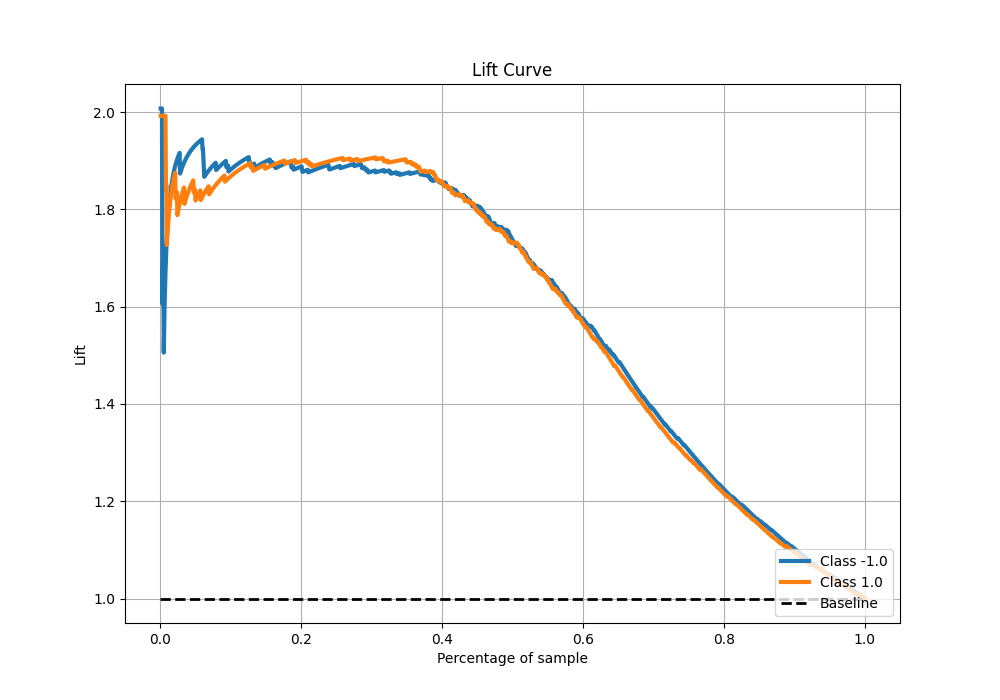 Lift Curve
2.0
1.8
1.6
1.4
1.2
1.0
Lift
0.0 0.2 0.4 0.6 0.8 1.0
Percentage of sample
Class -1.0
Class 1.0
Baseline